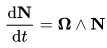 dN/dt = Ω ∧ N